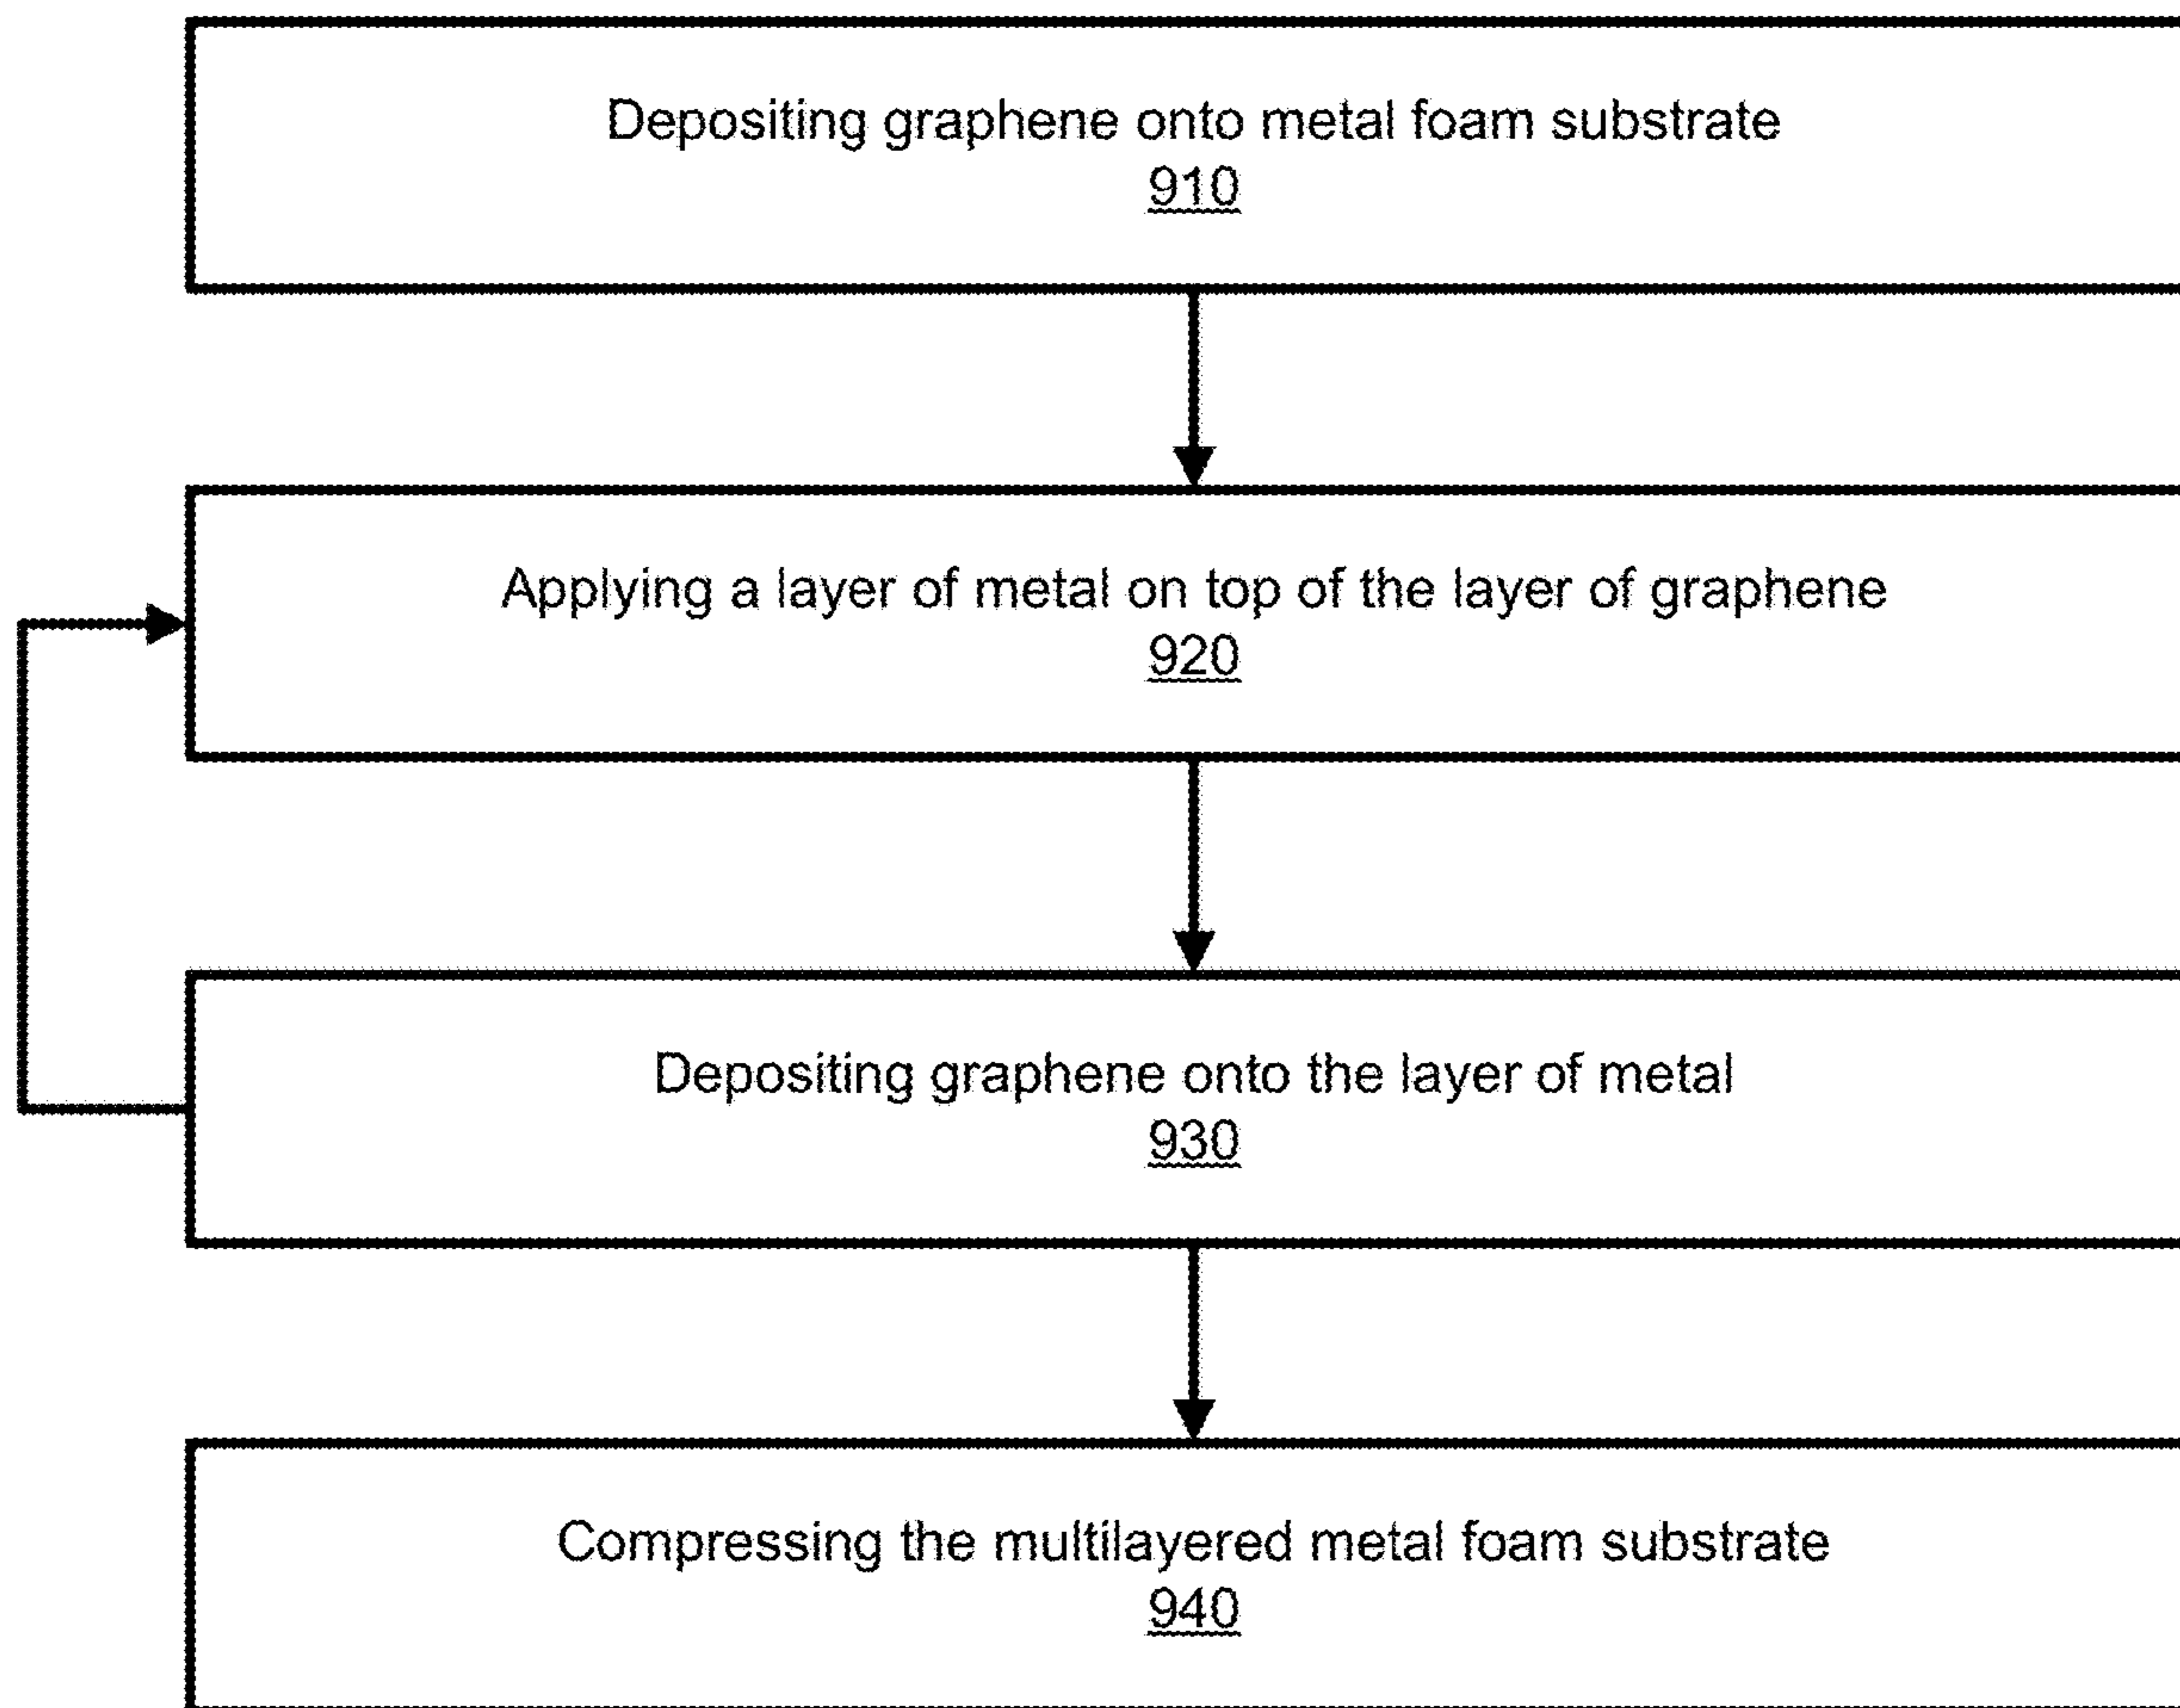 Depositing graphene onto metal foam substrate
910
Applying a layer of metal on top of the layer of graphene
920
Depositing graphene onto the layer of metal
930
Compressing the multilayered metal foam substrate
940